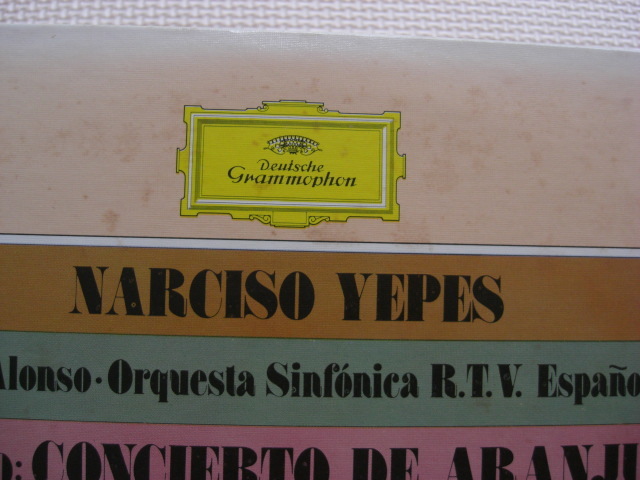 Deutsche
Grammophon
NARCISO YEPES
Alonso · Orquesta Sinfónica R.T.V. Españo
o: CONCIERTO DE ARANJU